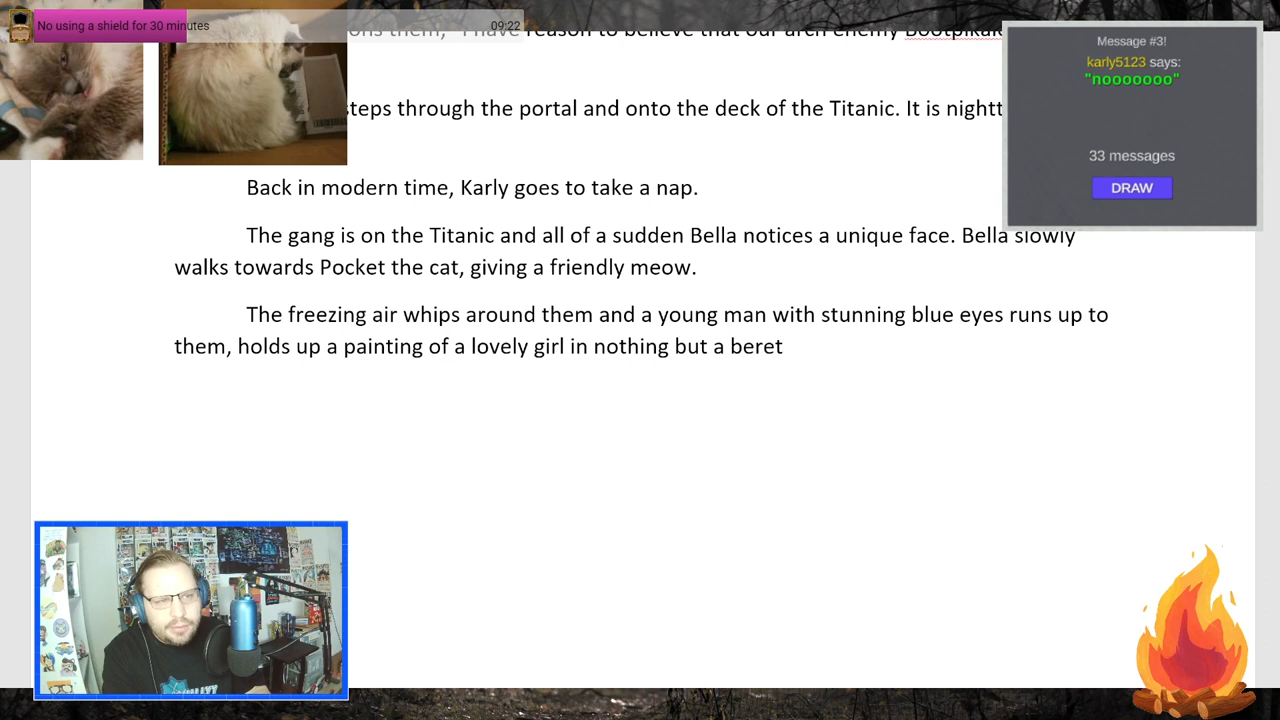 No using a shield for 30 minutes
09:22
reason to believe that our arch enemy
steps through the portal and onto the deck of the Titanic. It is
Back in modern time, Karly goes to take a nap.
The gang is on the Titanic and all of a sudden Bella notices a unique face. Bella slowly
walks towards Pocket the cat, giving a friendly meow.
The freezing air whips around them and a young man with stunning blue eyes runs up to
them, holds up a painting of a lovely girl in nothing but a beret
Message #3!
karly5123 says:
"nooooooo"
33 messages
DRAW